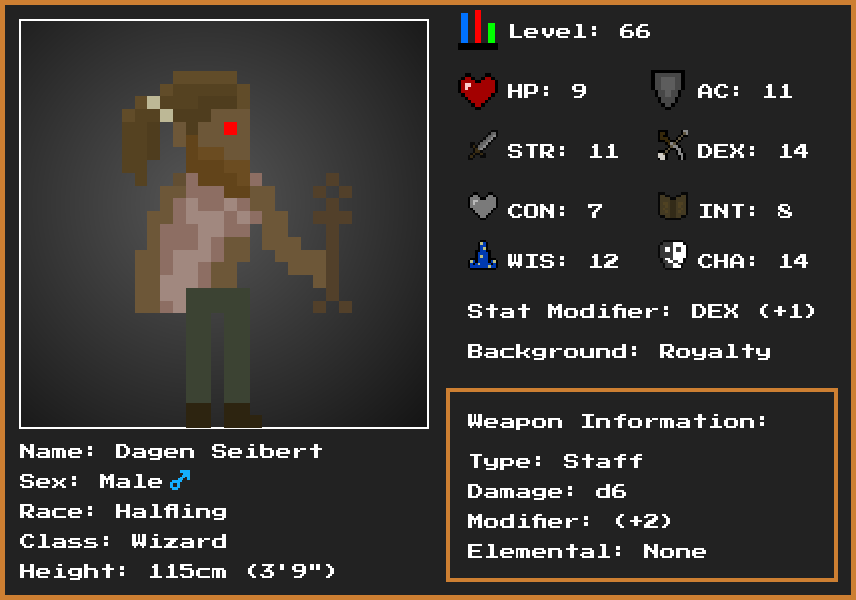 Level: 66
HP: 9 AC: 11
STR: 11 DEX: 14
CON: 7 INT: 8
WIS: 12 CHA: 14
Stat Modifier: DEX (+1)
Background: Royalty
Weapon Information:
Type: Staff
Damage: d6
Modifier: (+2)
Elemental: None
Name: Dagen Seibert
Sex: Male ♂
Race: Halfling
Class: Wizard
Height: 115cm (3'9")